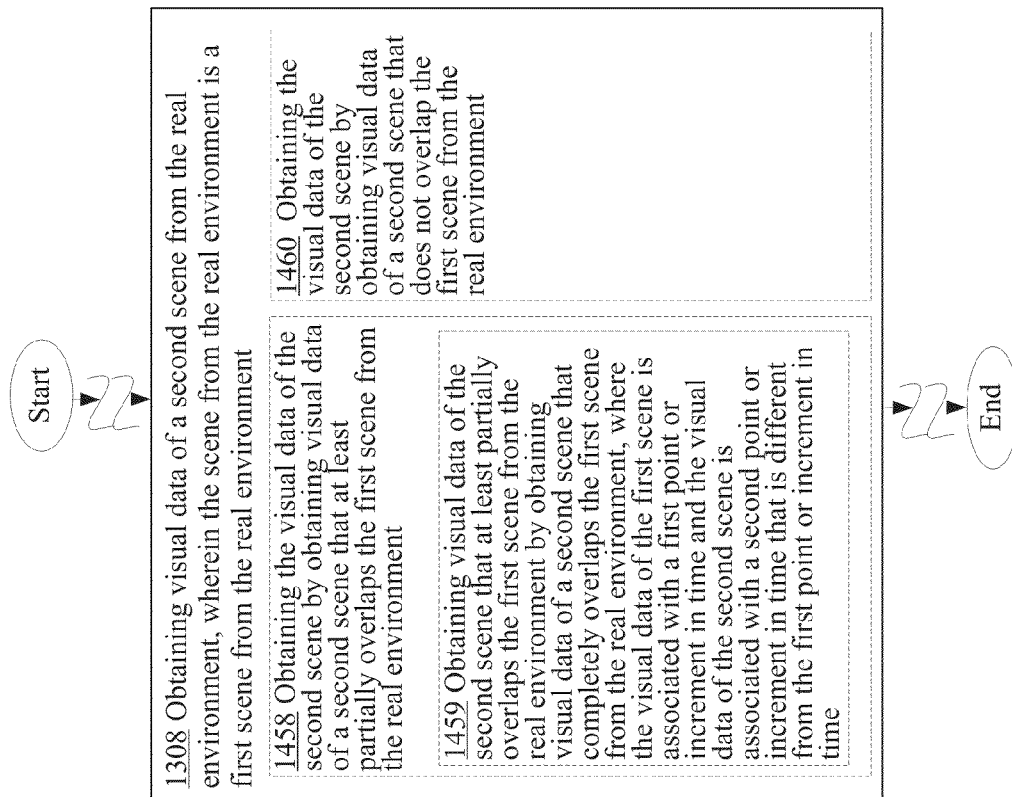 Start
1308 Obtaining visual data of a second scene from the real
environment, wherein the scene from the real environment is a
first scene from the real environment
1458 Obtaining the visual data of the
second scene by obtaining visual data
of a second scene that at least
partially overlaps the first scene from
the real environment
1459 Obtaining visual data of the
second scene that at least partially
overlaps the first scene from the
real environment by obtaining
visual data of a second scene that
completely overlaps the first scene
from the real environment, where
the visual data of the first scene is
associated with a first point or
increment in time and the visual
data of the second scene is
associated with a second point or
increment in time that is different
from the first point or increment in
time
1460 Obtaining the
visual data of the
second scene by
obtaining visual data
of a second scene that
does not overlap the
first scene from the
real environment
End